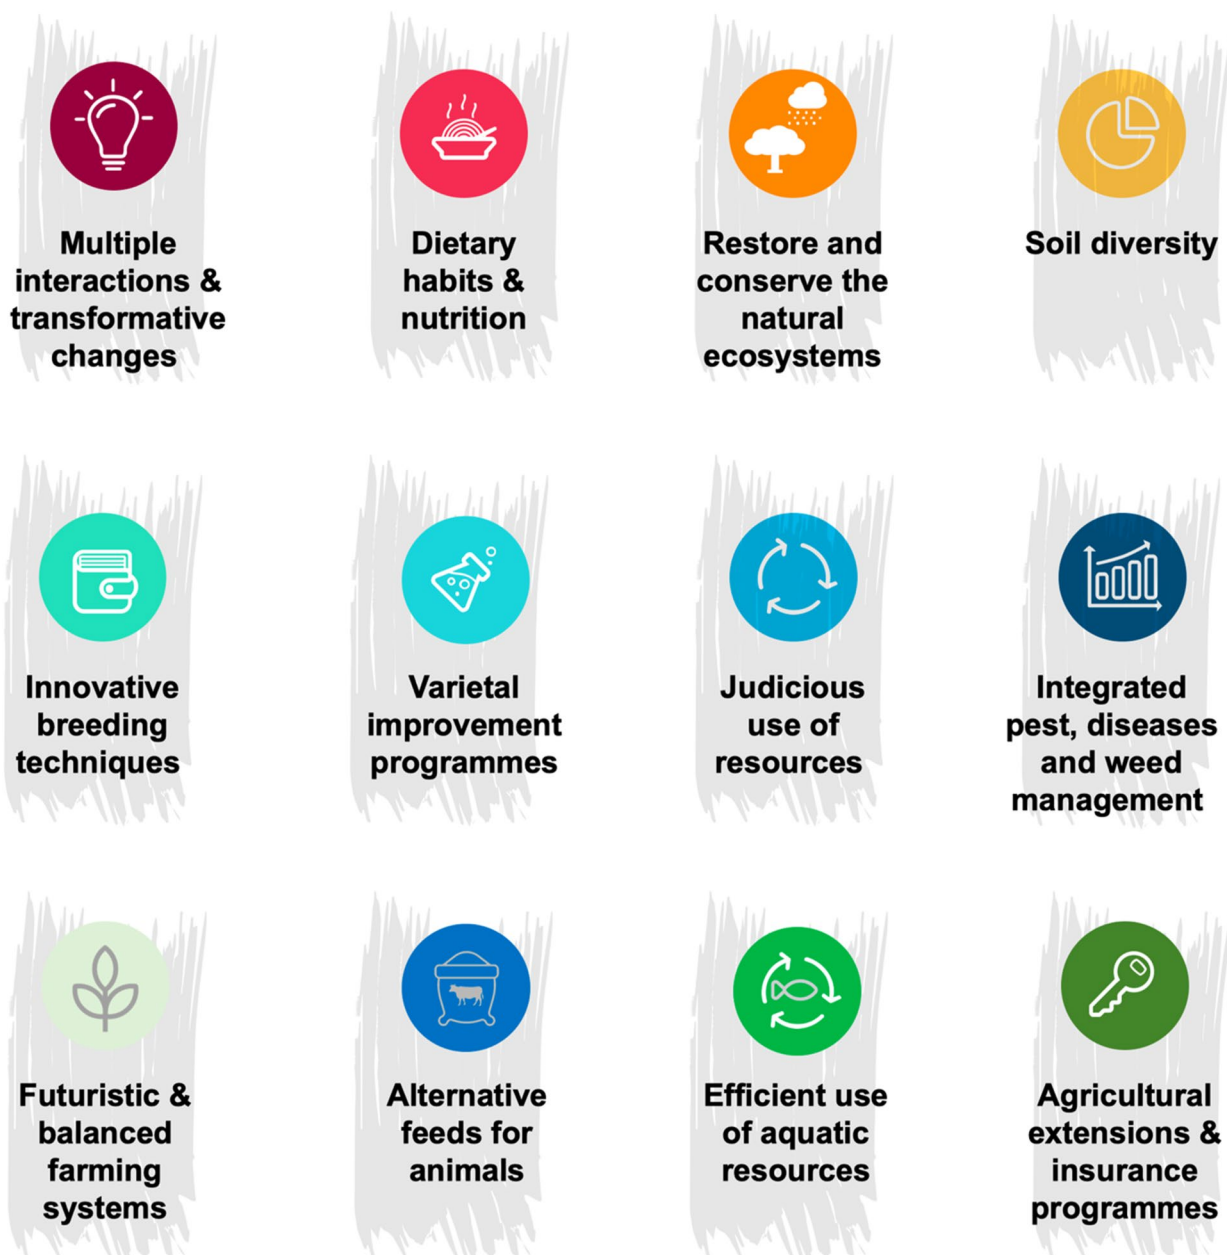 Multiple
interactions &
transformative
changes
Dietary
habits &
nutrition
Restore and
conserve the
natural
ecosystems
Soil diversity
Innovative
breeding
techniques
Varietal
improvement
programmes
Judicious
use of
resources
Integrated
pest, diseases
and weed
management
Futuristic &
balanced
farming
systems
Alternative
feeds for
animals
Efficient use
of aquatic
resources
Agricultural
extensions &
insurance
programmes